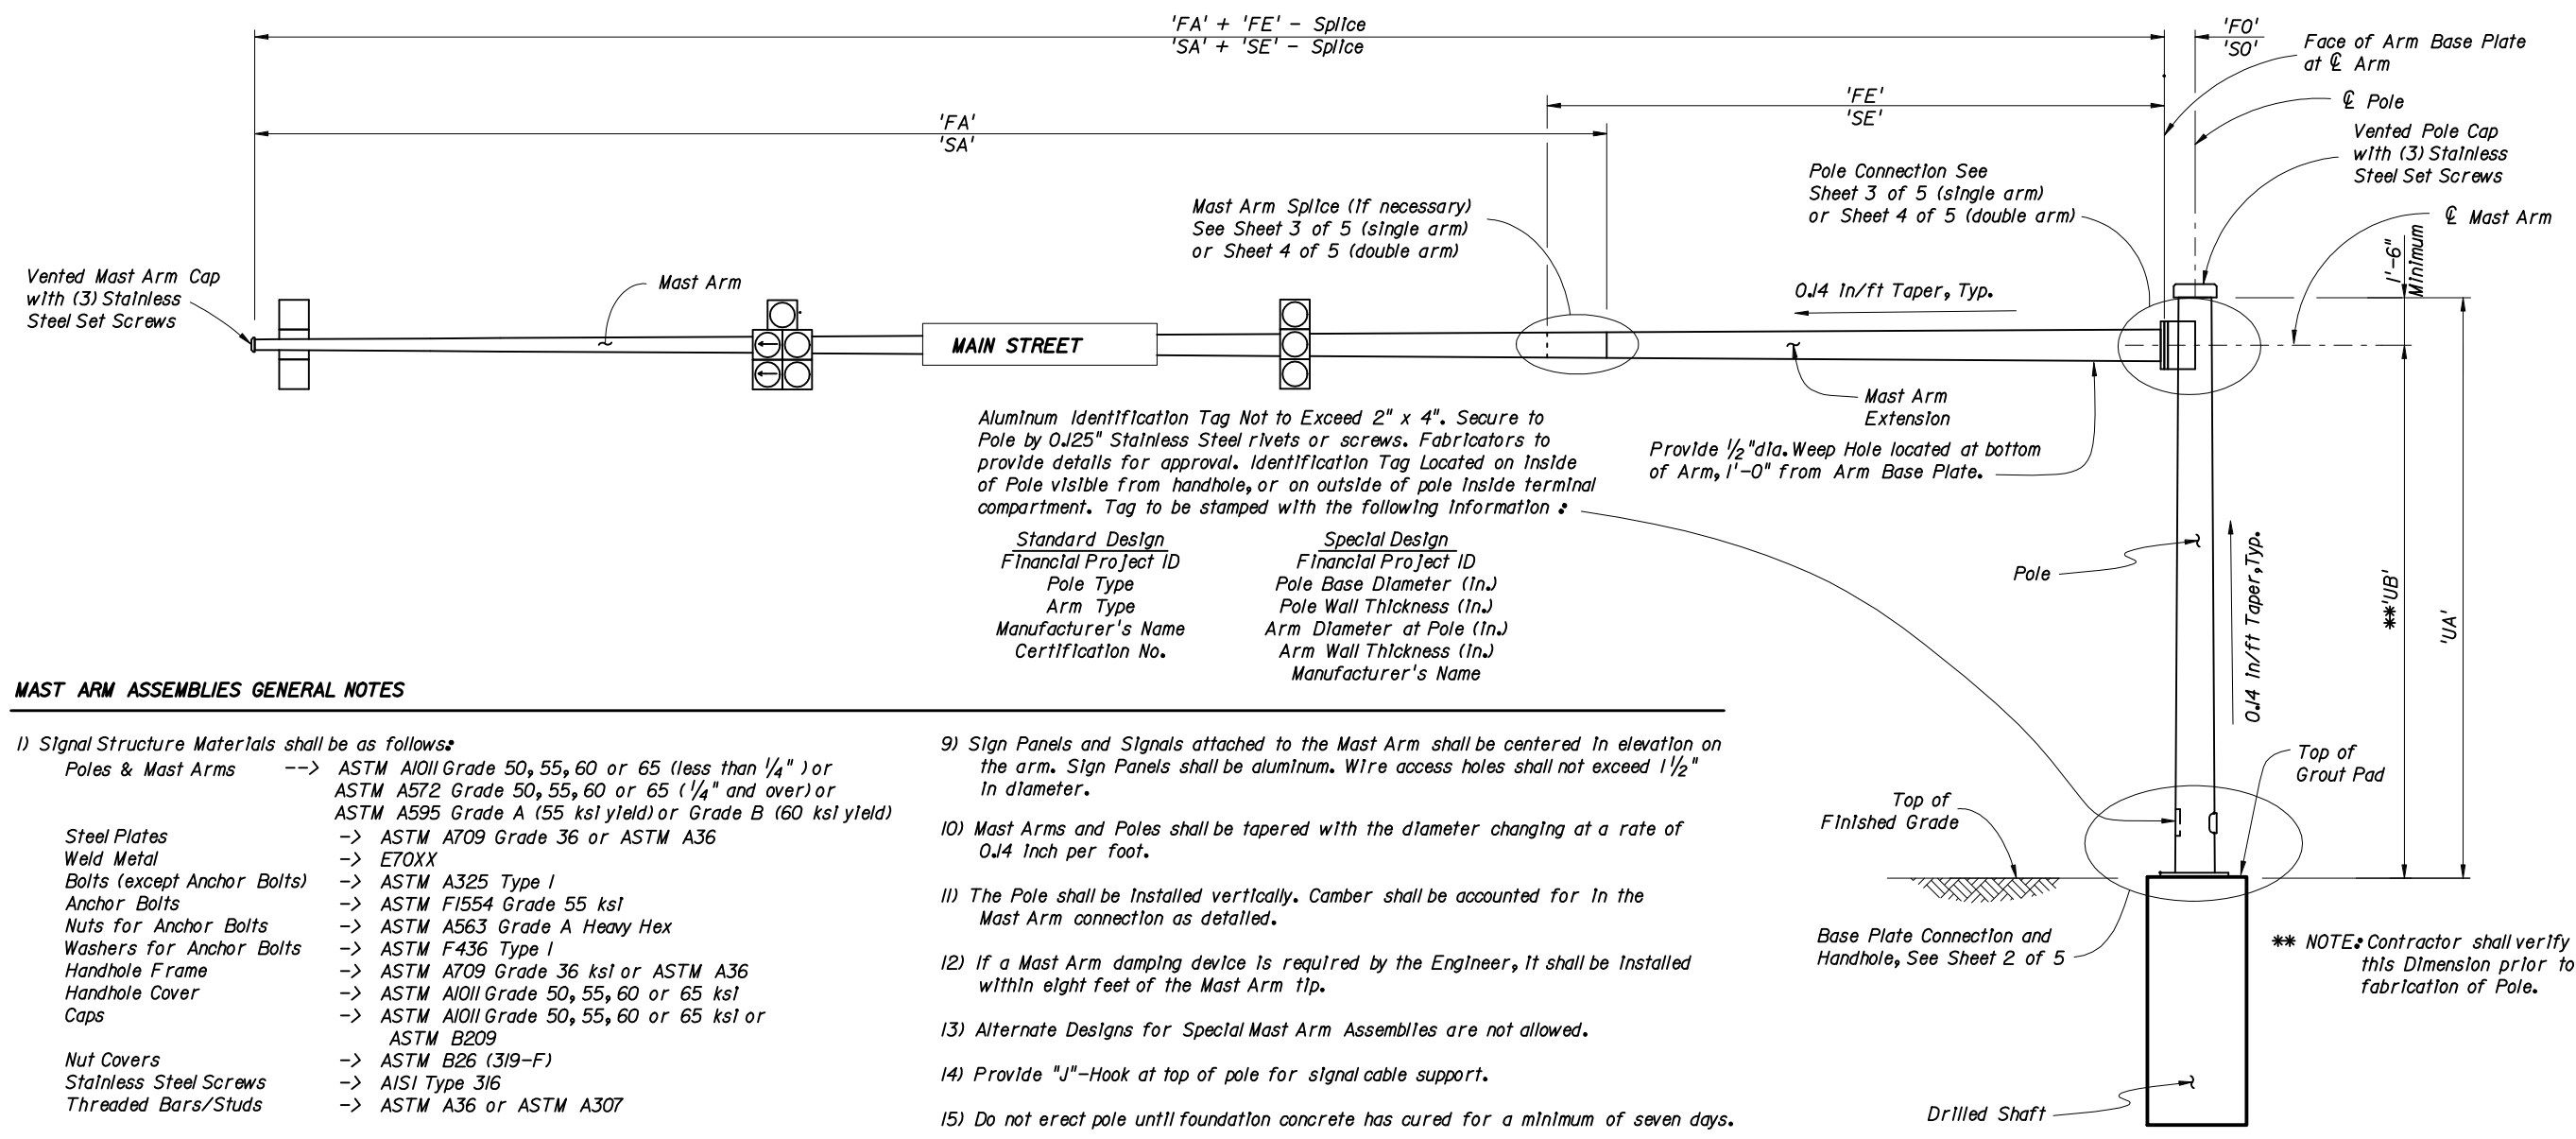 'FA' + 'FE' - Splice
'SA' + 'SE' - Splice
'FO'
'SO'
Face of Arm Base Plate
at ℄ Arm
'FE'
'SE'
℄ Pole
'FA'
'SA'
Vented Pole Cap
with (3) Stainless
Steel Set Screws
Pole Connection See
Sheet 3 of 5 (single arm)
or Sheet 4 of 5 (double arm)
Mast Arm Splice (if necessary)
See Sheet 3 of 5 (single arm)
or Sheet 4 of 5 (double arm)
℄ Mast Arm
1'-6"
Minimum
Vented Mast Arm Cap
with (3) Stainless
Steel Set Screws
Mast Arm
0.14 in/ft Taper, Typ.
MAIN STREET
Mast Arm
Extension
Aluminum Identification Tag Not to Exceed 2" x 4". Secure to
Pole by 0.125" Stainless Steel rivets or screws. Fabricators to
provide details for approval. Identification Tag Located on inside
of Pole visible from handhole, or on outside of pole inside terminal
compartment. Tag to be stamped with the following information :
Provide 1/2"dia. Weep Hole located at bottom
of Arm, 1'-0" from Arm Base Plate.
Standard Design
Financial Project ID
Pole Type
Arm Type
Manufacturer's Name
Certification No.
Special Design
Financial Project ID
Pole Base Diameter (in.)
Pole Wall Thickness (in.)
Arm Diameter at Pole (in.)
Arm Wall Thickness (in.)
Manufacturer's Name
Pole
0.14 in/ft Taper, Typ.
**'UB'
'UA'
MAST ARM ASSEMBLIES GENERAL NOTES
1) Signal Structure Materials shall be as follows:
Poles & Mast Arms --> ASTM A1011 Grade 50, 55, 60 or 65 (less than 1/4" ) or
ASTM A572 Grade 50, 55, 60 or 65 ( 1/4" and over) or
ASTM A595 Grade A (55 ksi yield) or Grade B (60 ksi yield)
Steel Plates -> ASTM A709 Grade 36 or ASTM A36
Weld Metal -> E70XX
Bolts (except Anchor Bolts) -> ASTM A325 Type 1
Anchor Bolts -> ASTM F1554 Grade 55 ksi
Nuts for Anchor Bolts -> ASTM A563 Grade A Heavy Hex
Washers for Anchor Bolts -> ASTM F436 Type 1
Handhole Frame -> ASTM A709 Grade 36 ksi or ASTM A36
Handhole Cover -> ASTM A1011 Grade 50, 55, 60 or 65 ksi
Caps -> ASTM A1011 Grade 50, 55, 60 or 65 ksi or
ASTM B209
Nut Covers -> ASTM B26 (319-F)
Stainless Steel Screws -> AISI Type 316
Threaded Bars/Studs -> ASTM A36 or ASTM A307
9) Sign Panels and Signals attached to the Mast Arm shall be centered in elevation on
the arm. Sign Panels shall be aluminum. Wire access holes shall not exceed 1 1/2"
in diameter.
10) Mast Arms and Poles shall be tapered with the diameter changing at a rate of
0.14 inch per foot.
11) The Pole shall be installed vertically. Camber shall be accounted for in the
Mast Arm connection as detailed.
12) If a Mast Arm damping device is required by the Engineer, it shall be installed
within eight feet of the Mast Arm tip.
13) Alternate Designs for Special Mast Arm Assemblies are not allowed.
14) Provide "J"-Hook at top of pole for signal cable support.
15) Do not erect pole until foundation concrete has cured for a minimum of seven days.
Top of
Grout Pad
Top of
Finished Grade
Base Plate Connection and
Handhole, See Sheet 2 of 5
** NOTE: Contractor shall verify
this Dimension prior to
fabrication of Pole.
Drilled Shaft